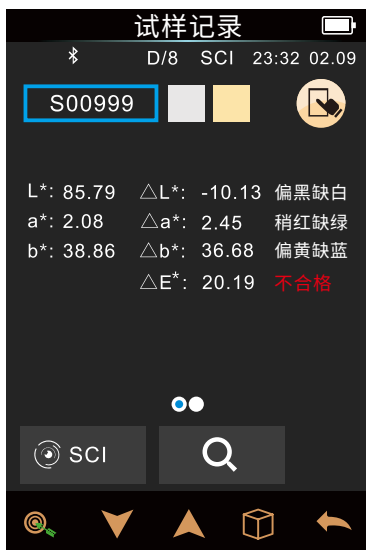 试样记录
D/8 SCI 23:32 02.09
S00999
L*: 85.79 △L*: -10.13 偏黑缺白
a*: 2.08 △a*: 2.45 稍红缺绿
b*: 38.86 △b*: 36.68 偏黄缺蓝
△E*: 20.19 不合格
SCI